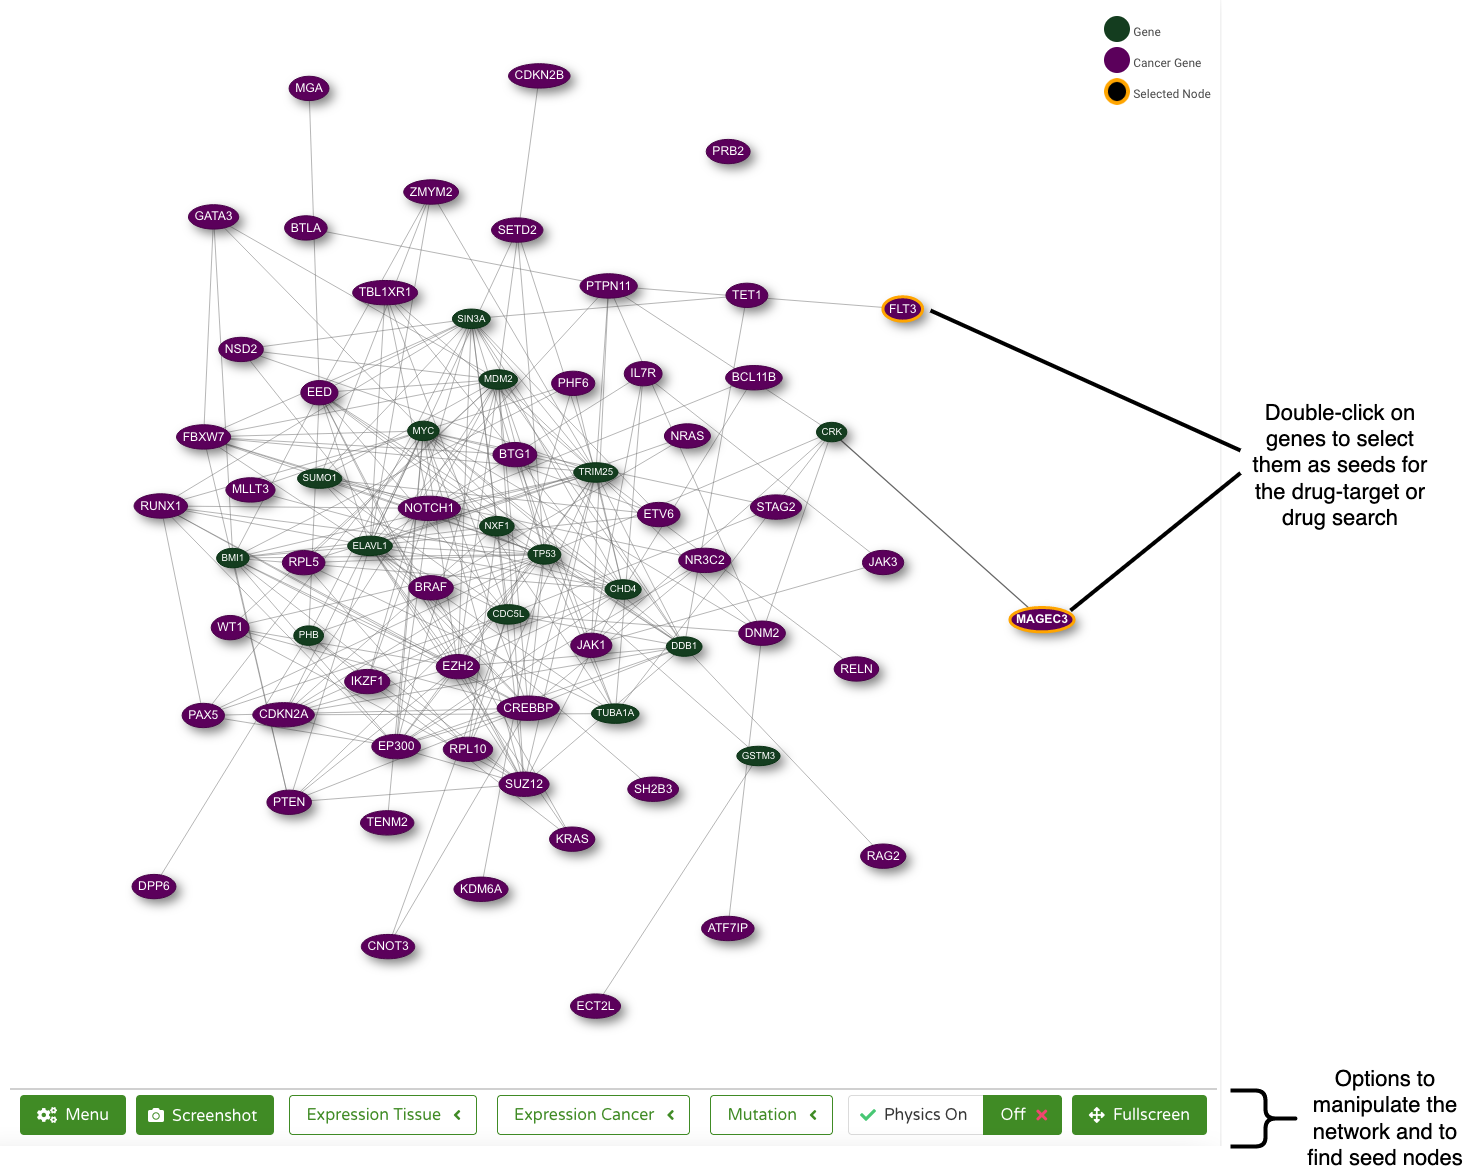 Gene
Cancer Gene
Selected Node
CDKN2B
MGA
PRB2
ZMYM2
GATA3
BTLA
SETD2
PTPN11
TBL1XR1
TET1
FLT3
SIN3A
NSD2
IL7R
BCL11B
MDM2
PHF6
EED
Double-click on
genes to select
them as seeds for
the drug-target or
drug search
MYC
CRK
FBXW7
NRAS
BTG1
TRIM25
SUMO1
MLLT3
RUNX1
NOTCH1
STAG2
ETV6
NXF1
ELAVL1
TP53
BMI1
RPL5
NR3C2
JAK3
BRAF
CHD4
CDC5L
MAGEC3
WT1
PHB
DNM2
JAK1
DDB1
EZH2
RELN
IKZF1
CREBBP
PAX5
CDKN2A
TUBA1A
EP300
RPL10
GSTM3
SUZ12
SH2B3
PTEN
TENM2
KRAS
RAG2
DPP6
KDM6A
ATF7IP
CNOT3
ECT2L
Menu
Screenshot
Expression Tissue
Expression Cancer
Mutation
Physics On
Off
Fullscreen
Options to
manipulate the
network and to
find seed nodes